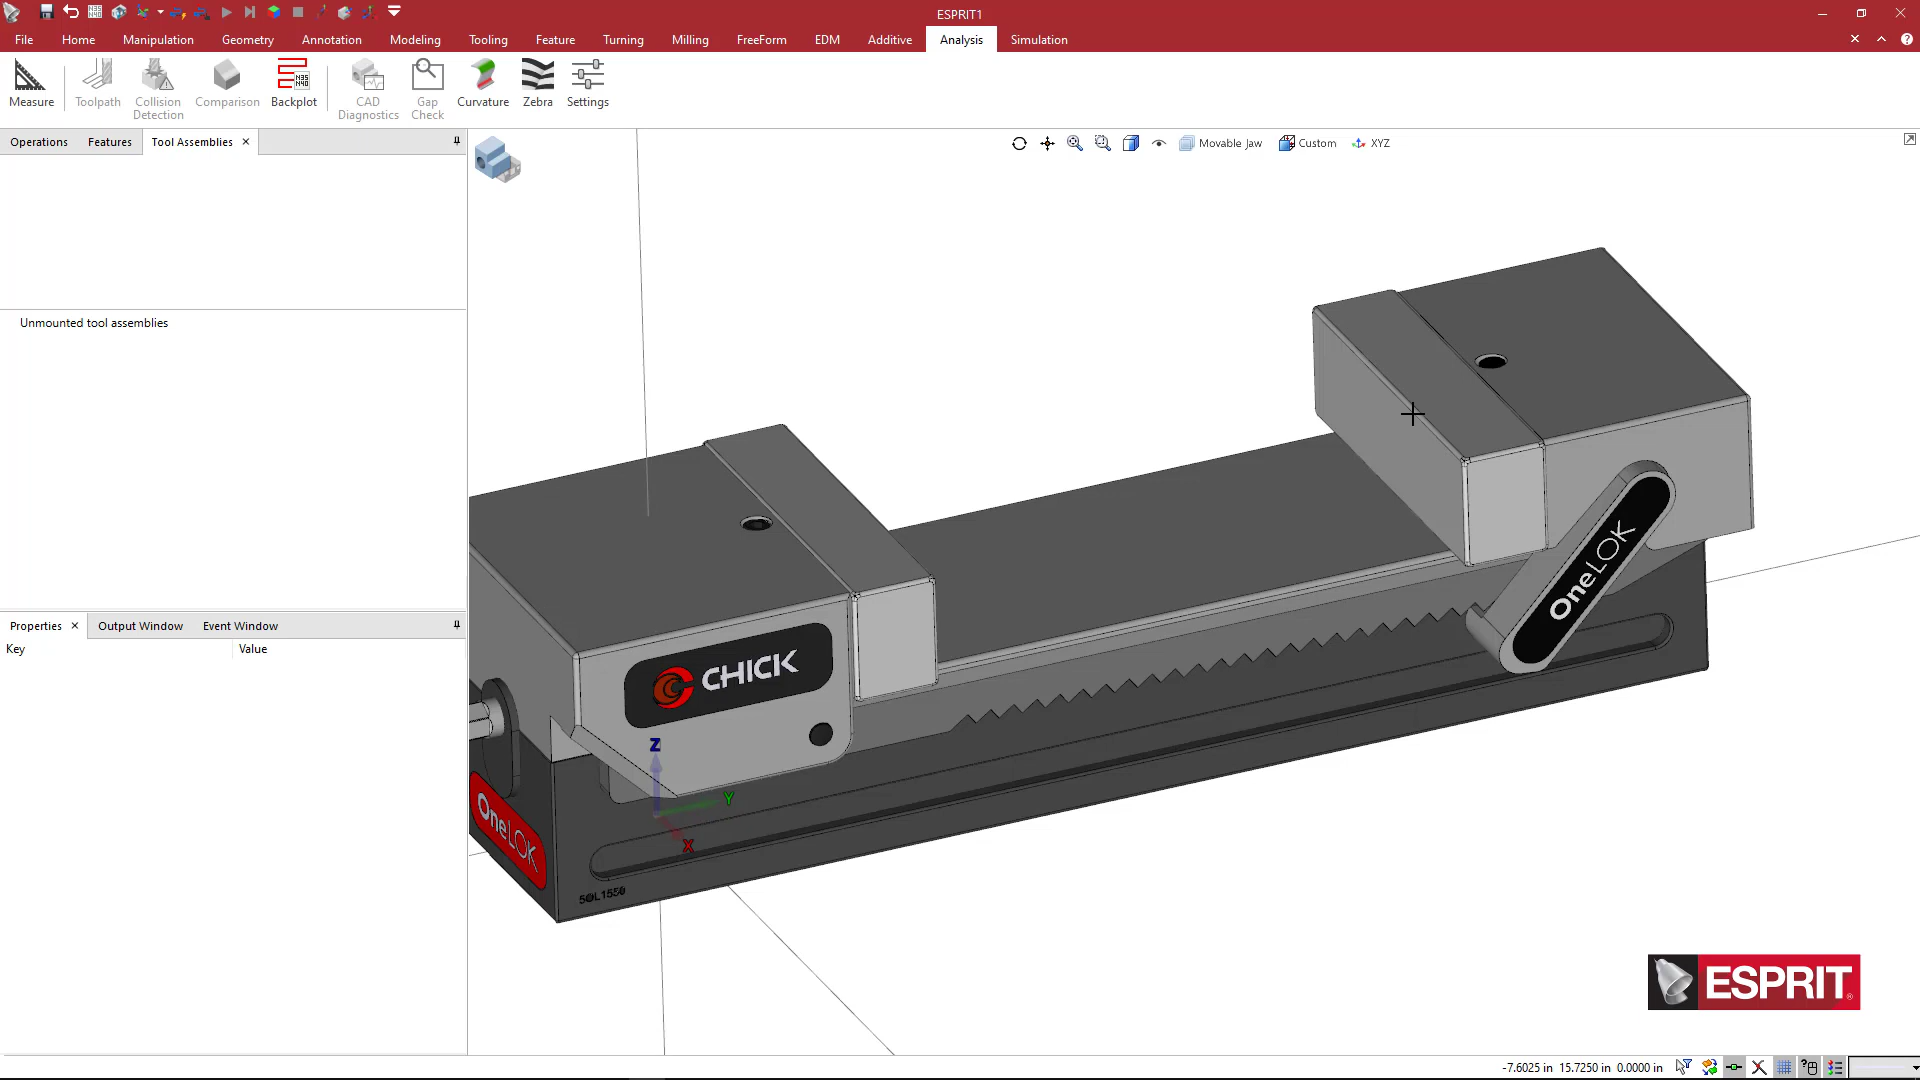 ESPRIT1
File Home Manipulation Geometry Annotation Modeling Tooling Feature Turning Milling FreeForm EDM Additive Analysis Simulation
Measure Toolpath Collision Detection Comparison Backplot CAD Diagnostics Gap Check Curvature Zebra Settings
N35
N40
Operations Features Tool Assemblies
Movable Jaw Custom XYZ
Unmounted tool assemblies
Properties Output Window Event Window
Key Value
CHICK
OneLOK
OneLOK
Z
Y
X
5OL1550
ESPRIT
-7.6025 in 15.7250 in 0.0000 in